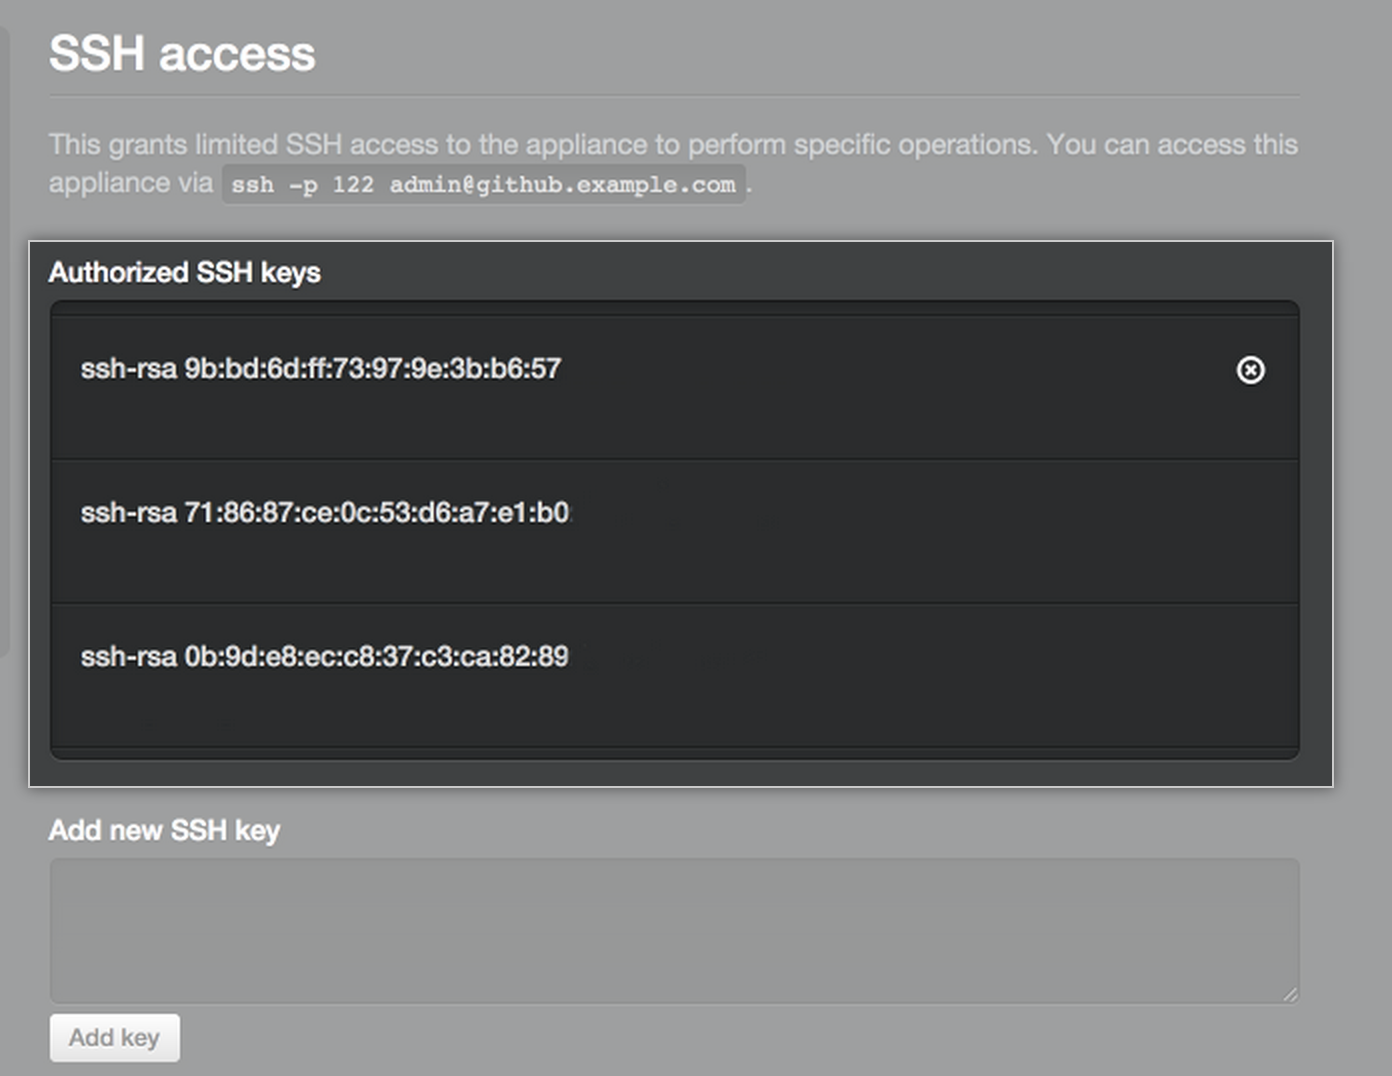 SSH access
This grants limited SSH access to the appliance to perform specific operations. You can access this
appliance via ssh -p 122 admin@github.example.com.
Authorized SSH keys
ssh-rsa 9b:bd:6d:ff:73:97:9e:3b:b6:57
ssh-rsa 71:86:87:ce:0c:53:d6:a7:e1:b0
ssh-rsa 0b:9d:e8:ec:c8:37:c3:ca:82:89
Add new SSH key
Add key